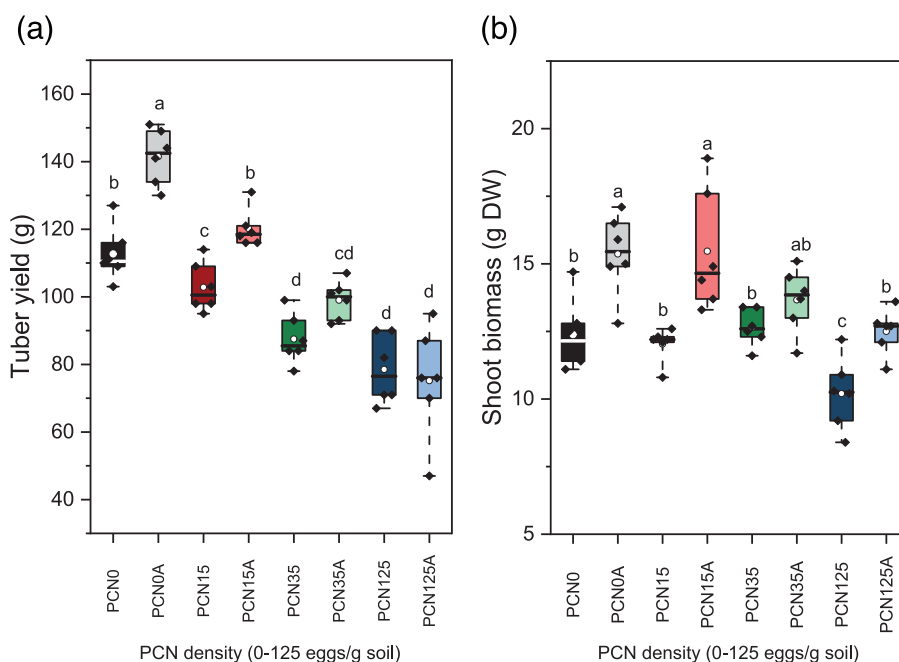 (a)
Tuber yield (g)
160
140
120
100
80
60
40
b
a
c
b
d
cd
d
d
PCN0
PCN0A
PCN15
PCN15A
PCN35
PCN35A
PCN125
PCN125A
PCN density (0-125 eggs/g soil)
(b)
Shoot biomass (g DW)
20
15
10
5
b
a
b
a
b
ab
c
b
PCN0
PCN0A
PCN15
PCN15A
PCN35
PCN35A
PCN125
PCN125A
PCN density (0-125 eggs/g soil)